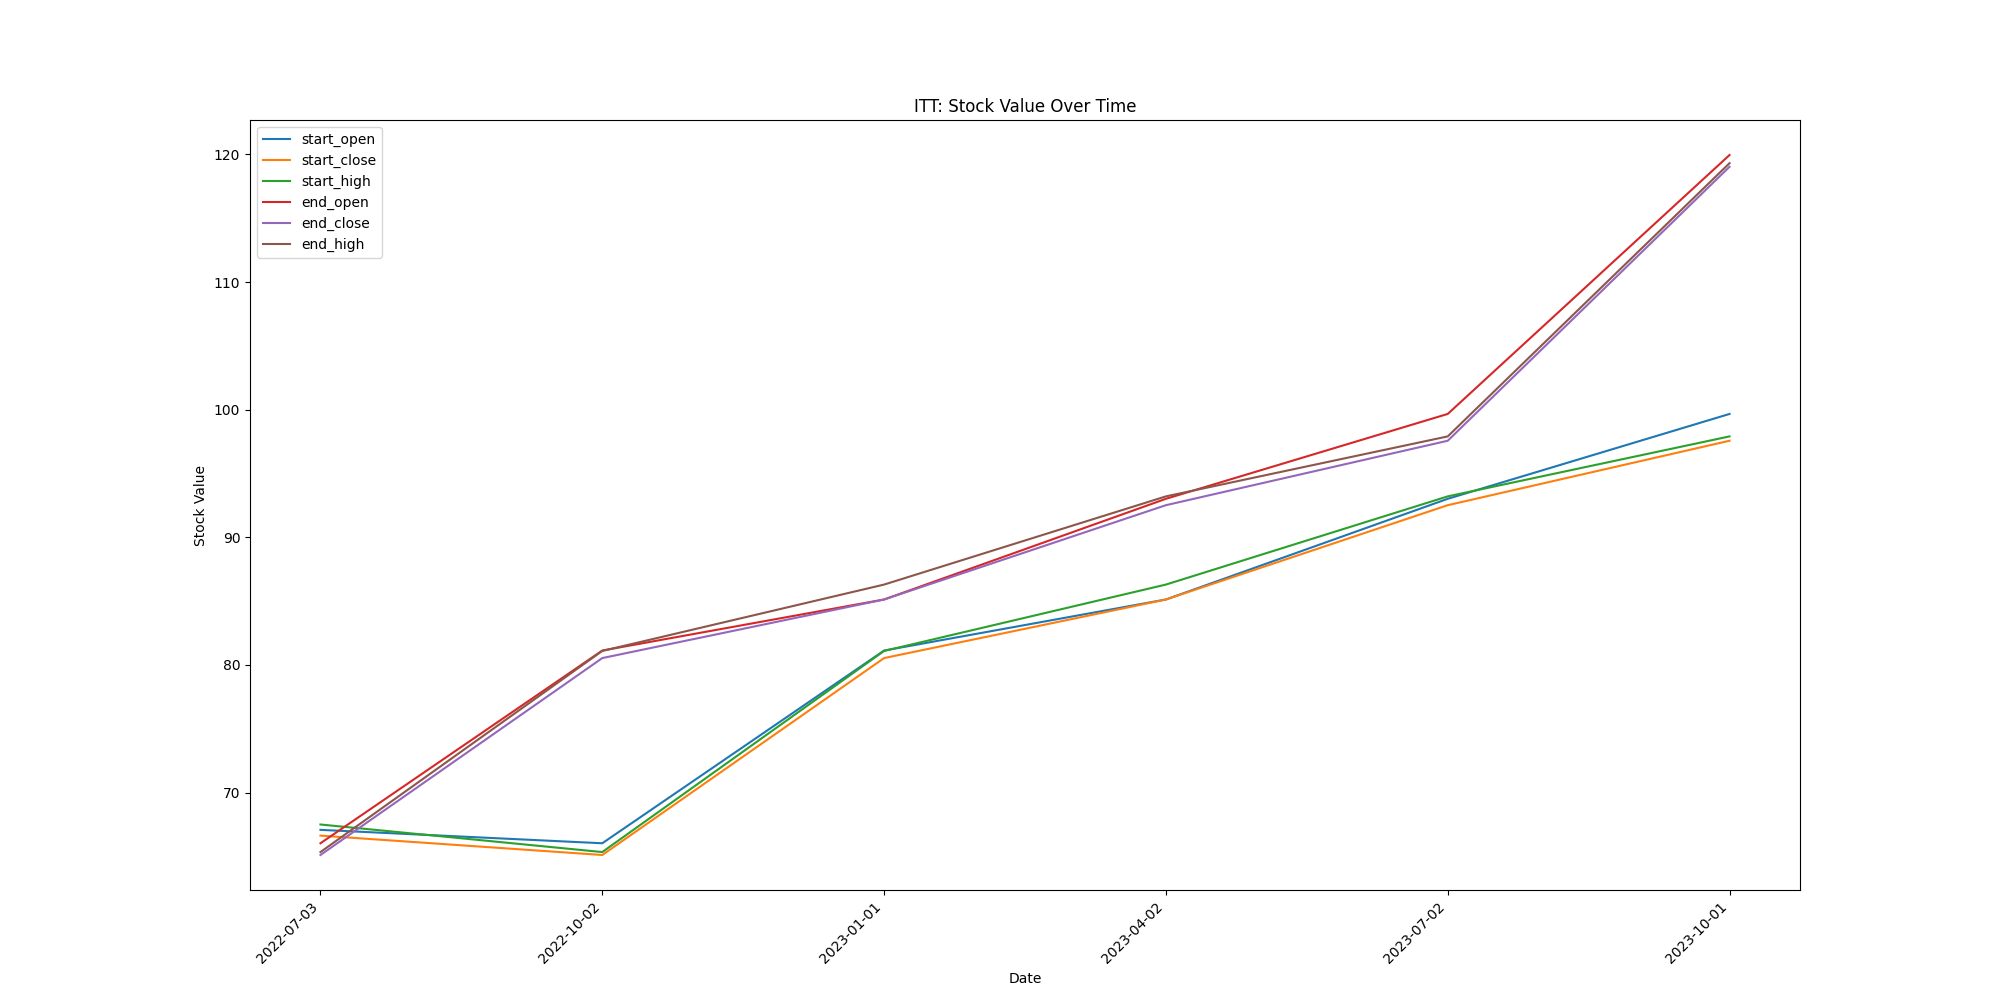 ITT: Stock Value Over Time
start_open
start_close
start_high
end_open
end_close
end_high
Stock Value
120
110
100
90
80
70
2022-07-03
2022-10-02
2023-01-01
2023-04-02
2023-07-02
2023-10-01
Date